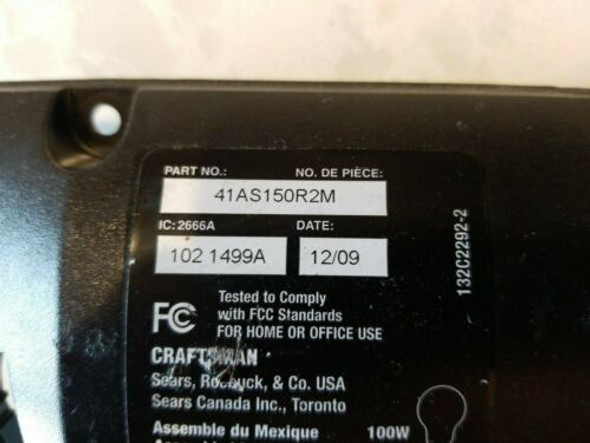 PART NO.: NO. DE PIÈCE:
41AS150R2M
IC: 2666A DATE:
102 1499A 12/09
132C2292-2
FC Tested to Comply
with FCC Standards
FOR HOME OR OFFICE USE
CRAFTSMAN
Sears, Roebuck, & Co. USA
Sears Canada Inc., Toronto
Assemblé du Mexique 100W